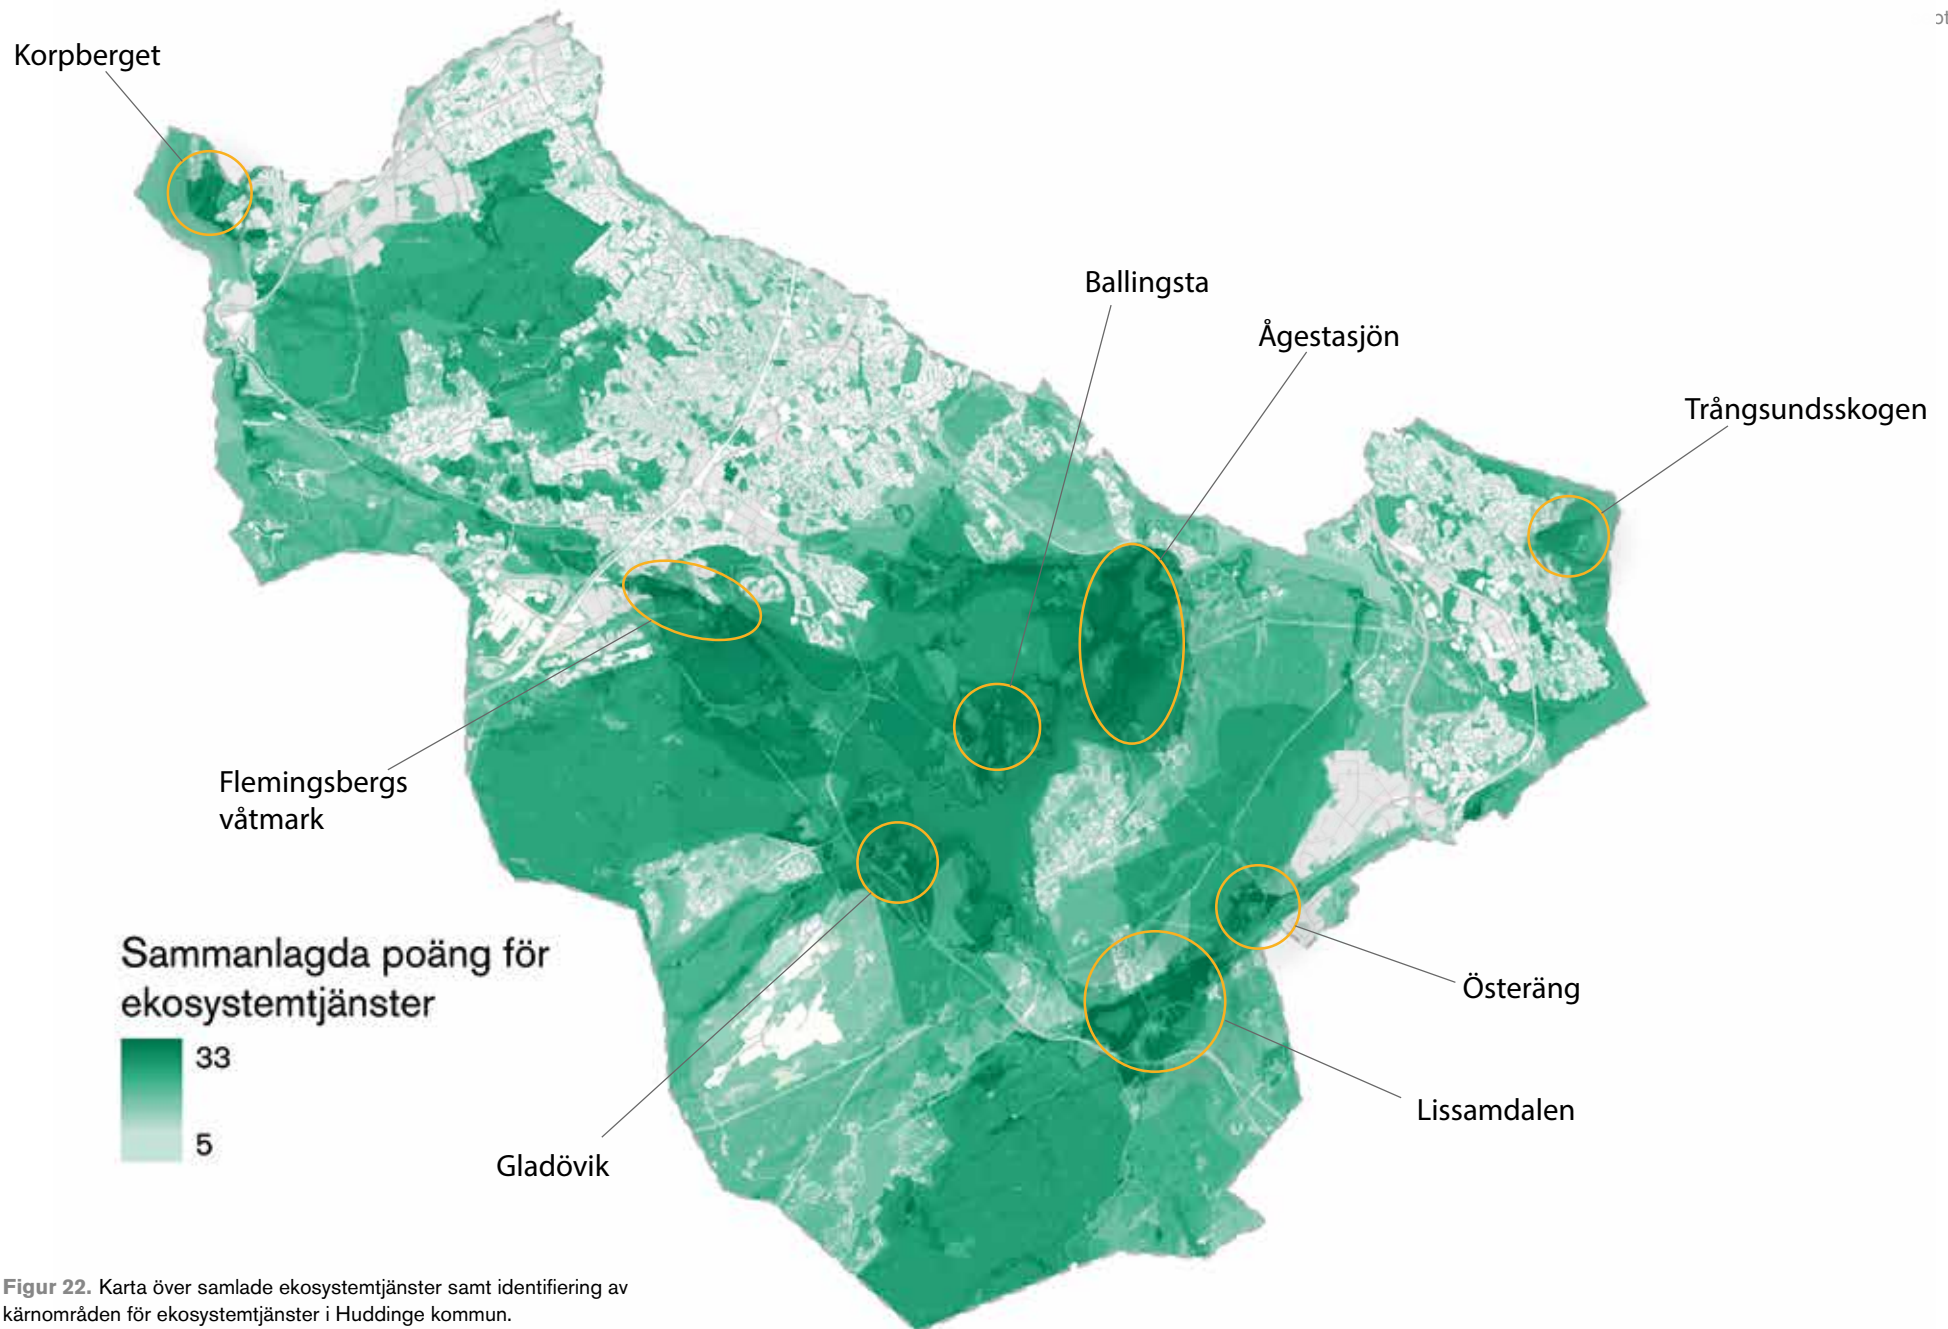 Korpberget
Ballingsta
Ågestasjön
Trångsundsskogen
Flemingsbergs
våtmark
Sammanlagda poäng för
ekosystemtjänster
33
5
Österäng
Lissamdalen
Gladövik
Figur 22. Karta över samlade ekosystemtjänster samt identifiering av
kärnområden för ekosystemtjänster i Huddinge kommun.